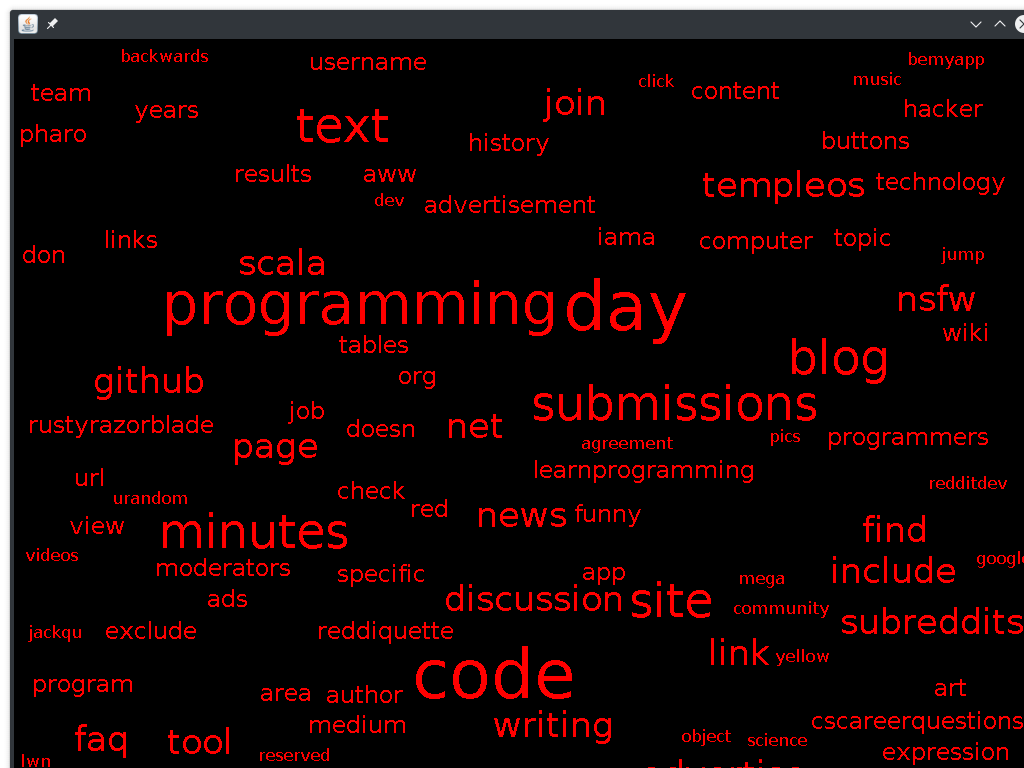 backwards
username
bemyapp
click
music
team
content
years
join
hacker
text
pharo
history
buttons
results
aww
templeos
technology
dev
advertisement
links
iama
computer
topic
don
scala
jump
programming
day
nsfw
tables
wiki
blog
github
org
submissions
job
rustyrazorblade
doesn
net
page
agreement
pics
programmers
learnprogramming
url
check
redditdev
urandom
red
view
news
funny
minutes
find
videos
moderators
specific
app
include
google
mega
ads
discussion
site
community
subreddits
jackqu
exclude
reddiquette
link
yellow
code
program
area
author
art
medium
writing
cscareerquestions
faq
tool
object
science
reserved
expression
lwn